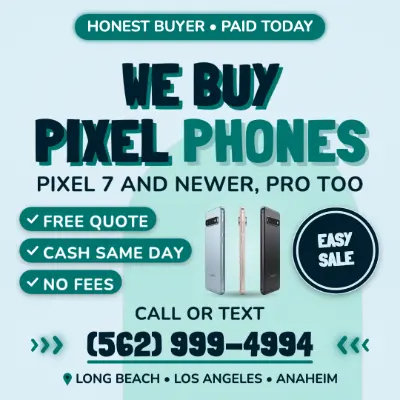 HONEST BUYER • PAID TODAY
WE BUY
PIXEL PHONES
PIXEL 7 AND NEWER, PRO TOO
FREE QUOTE
CASH SAME DAY
NO FEES
EASY
SALE
CALL OR TEXT
(562) 999-4994
LONG BEACH • LOS ANGELES • ANAHEIM